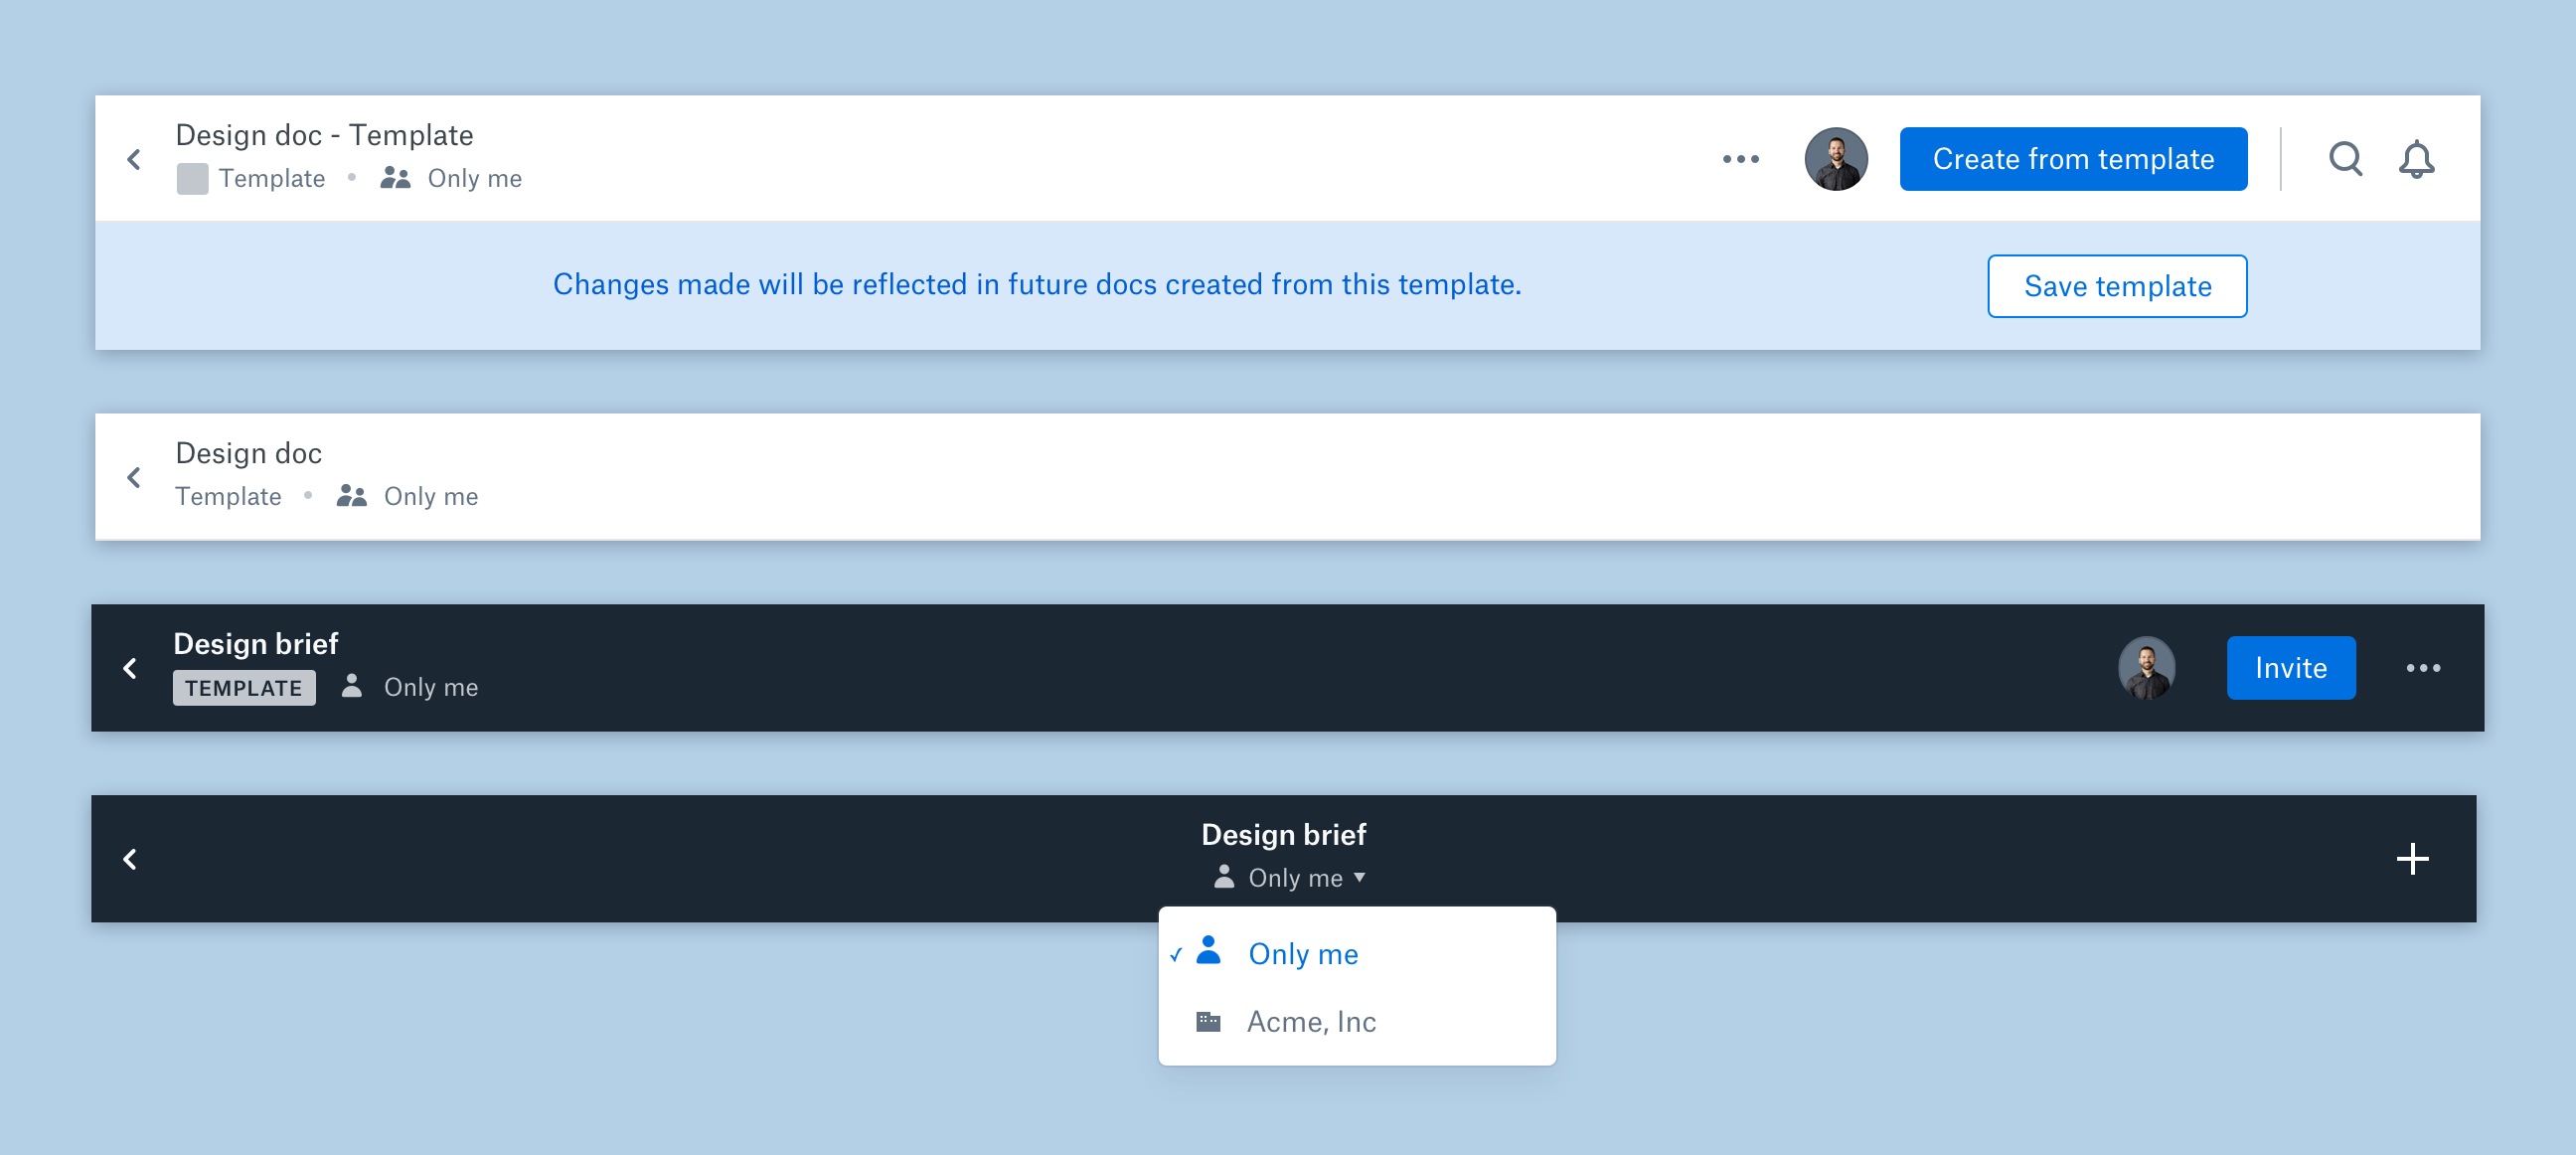 Design doc - Template
Template • Only me
Create from template
Changes made will be reflected in future docs created from this template.
Save template
Design doc
Template • Only me
Design brief
TEMPLATE Only me
Invite
Design brief
Only me
Only me
Acme, Inc